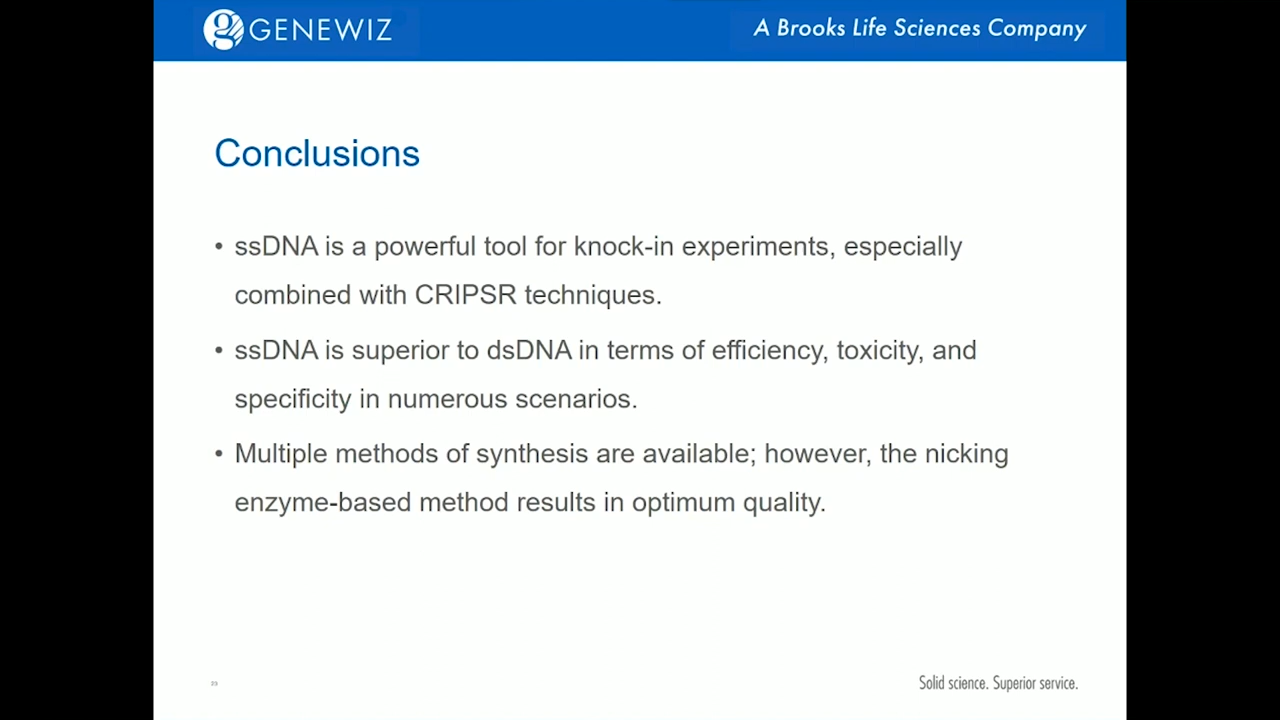 GENEWIZ
A Brooks Life Sciences Company
Conclusions
• ssDNA is a powerful tool for knock-in experiments, especially
combined with CRIPSR techniques.
• ssDNA is superior to dsDNA in terms of efficiency, toxicity, and
specificity in numerous scenarios.
• Multiple methods of synthesis are available; however, the nicking
enzyme-based method results in optimum quality.
23
Solid science. Superior service.